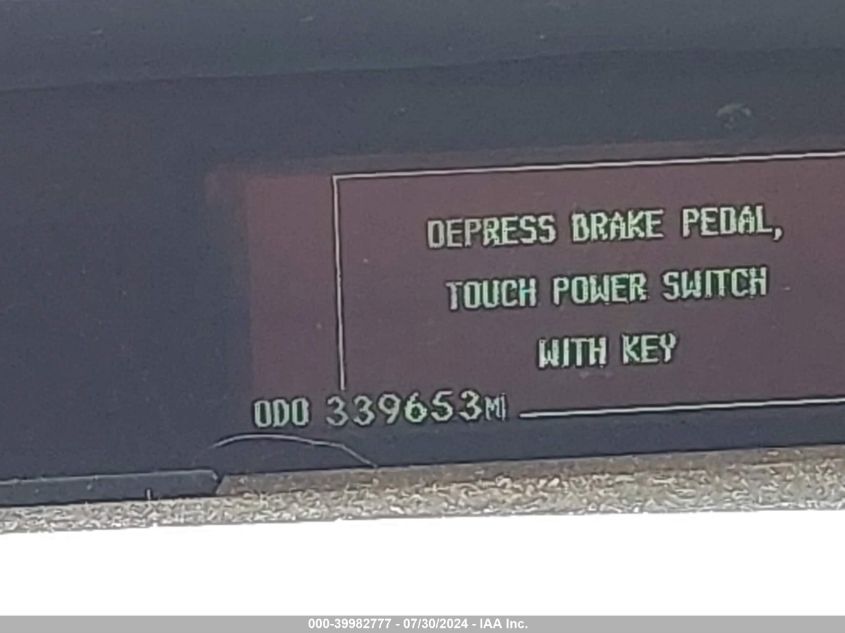 DEPRESS BRAKE PEDAL,
TOUCH POWER SWITCH
WITH KEY
ODO 339653MI
000-39982777 - 07/30/2024 - IAA Inc.